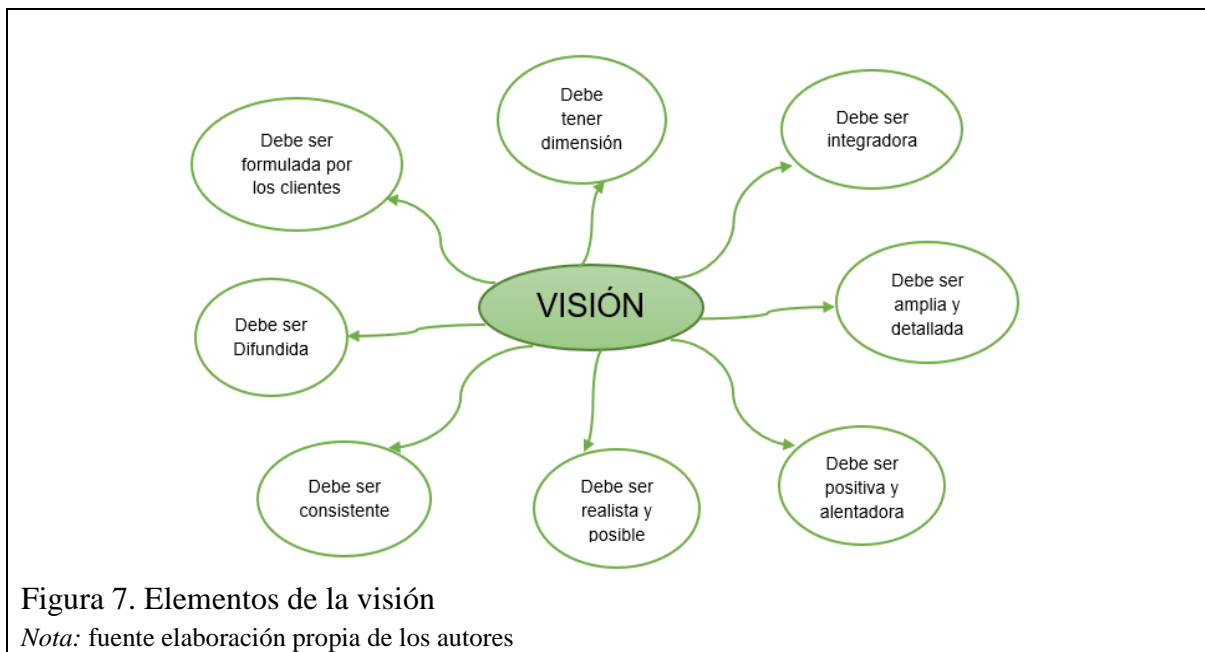 Debe
tener
dimensión
Debe ser
integradora
Debe ser
formulada por
los clientes
Debe ser
amplia y
detallada
VISIÓN
Debe ser
Difundida
Debe ser
positiva y
alentadora
Debe ser
consistente
Debe ser
realista y
posible
Figura 7. Elementos de la visión
Nota: fuente elaboración propia de los autores